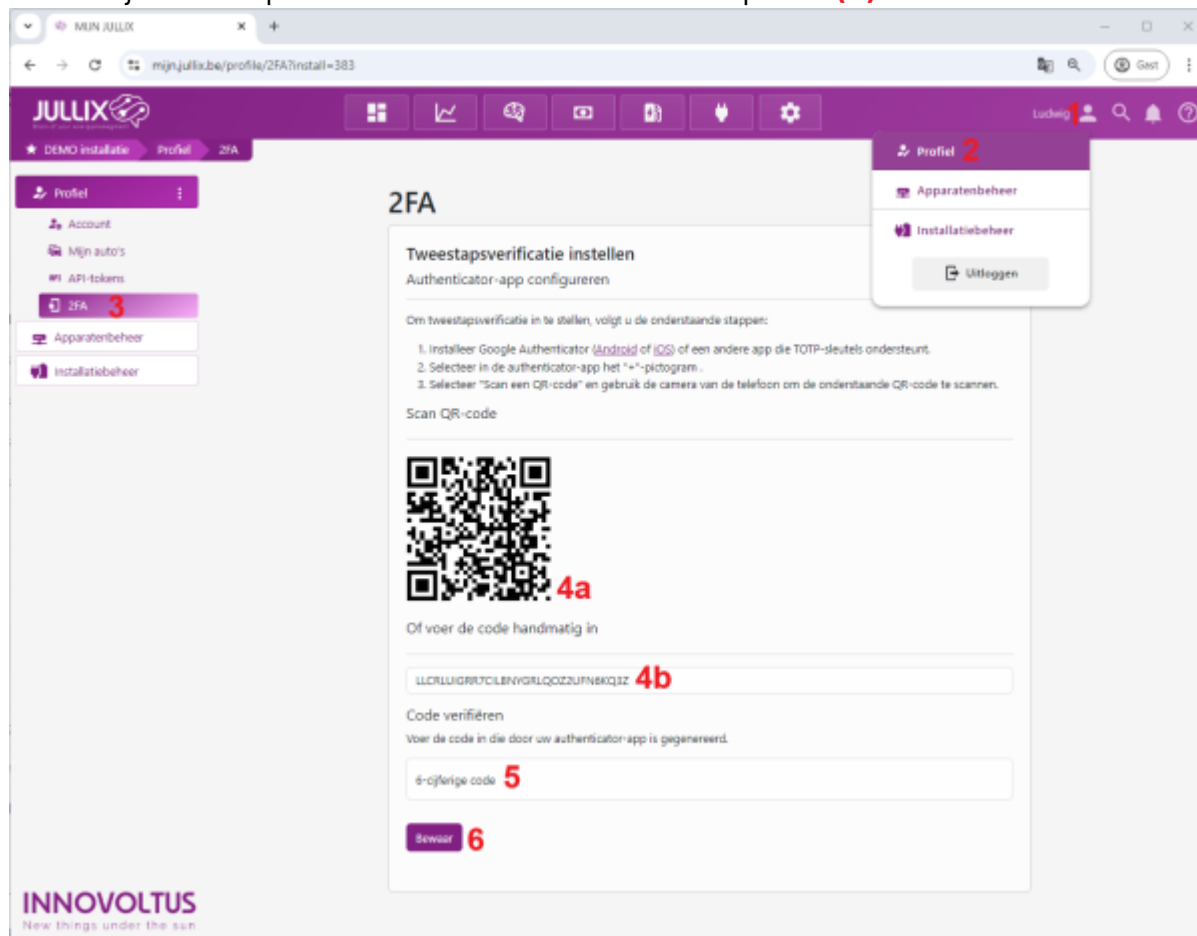 MIJN JULLIX
mijn.jullix.be/profile/2FA?install=383
Gast
JULLIX
Ludwig 1
DEMO installatie Profiel 2FA
Profiel 2
Apparatenbeheer
Installatiebeheer
Uitloggen
Profiel
Account
Mijn auto's
API API-tokens
2FA 3
Apparatenbeheer
Installatiebeheer
2FA
Tweestapsverificatie instellen
Authenticator-app configureren
Om tweestapsverificatie in te stellen, volgt u de onderstaande stappen:
1. Installeer Google Authenticator (Android of iOS) of een andere app die TOTP-sleutels ondersteunt.
2. Selecteer in de authenticator-app het "+"-pictogram .
3. Selecteer "Scan een QR-code" en gebruik de camera van de telefoon om de onderstaande QR-code te scannen.
Scan QR-code
4a
Of voer de code handmatig in
4b
Code verifiëren
Voer de code in die door uw authenticator-app is gegenereerd.
6-cijferige code 5
Bewaar 6
INNOVOLTUS
New things under the sun